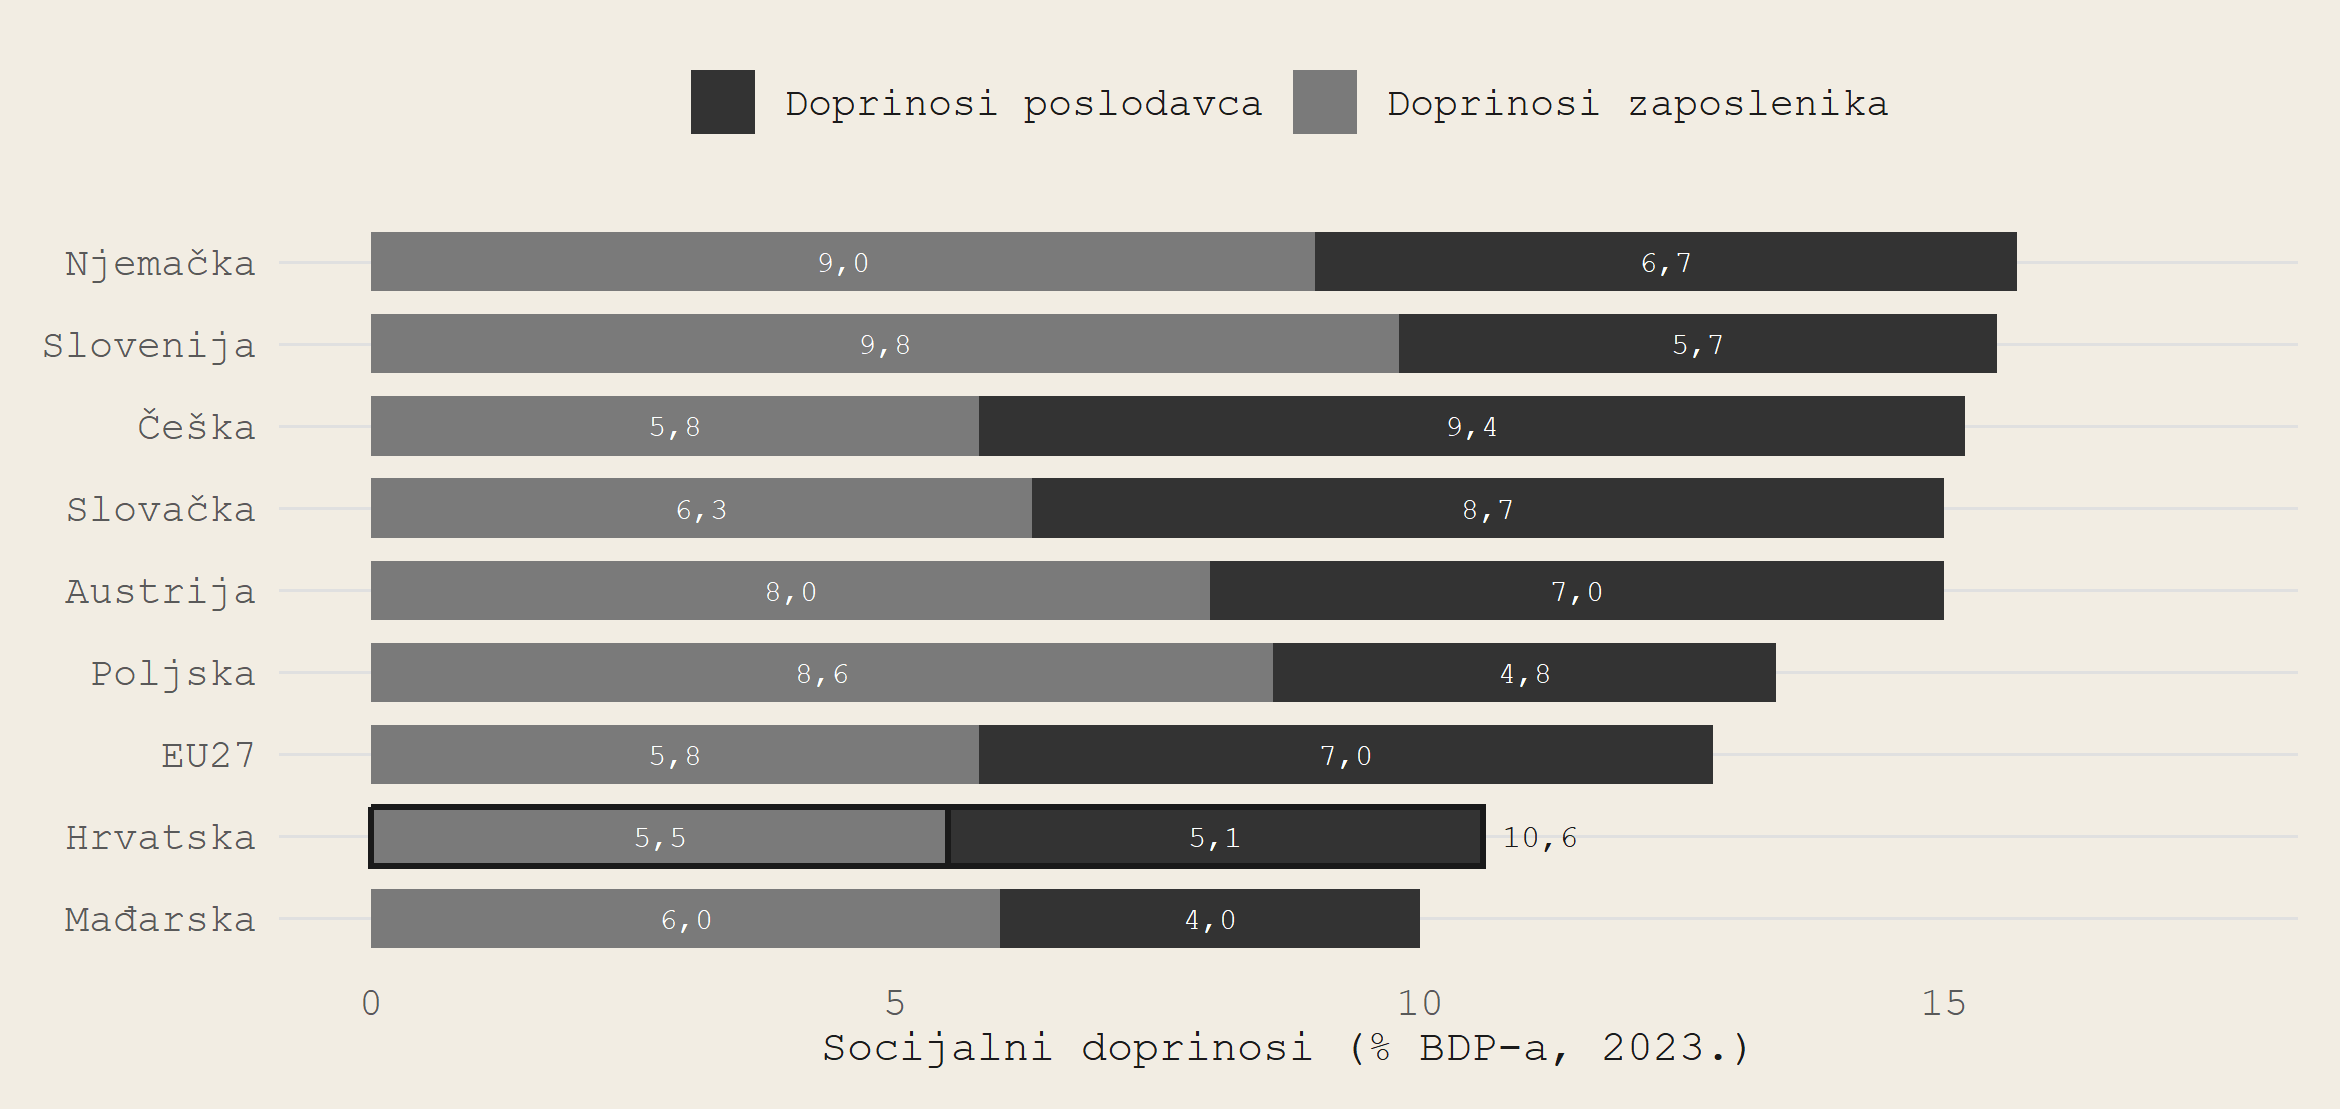 Doprinosi poslodavca Doprinosi zaposlenika
Njemačka 9,0 6,7
Slovenija 9,8 5,7
Češka 5,8 9,4
Slovačka 6,3 8,7
Austrija 8,0 7,0
Poljska 8,6 4,8
EU27 5,8 7,0
Hrvatska 5,5 5,1 10,6
Mađarska 6,0 4,0
0 5 10 15
Socijalni doprinosi (% BDP-a, 2023.)